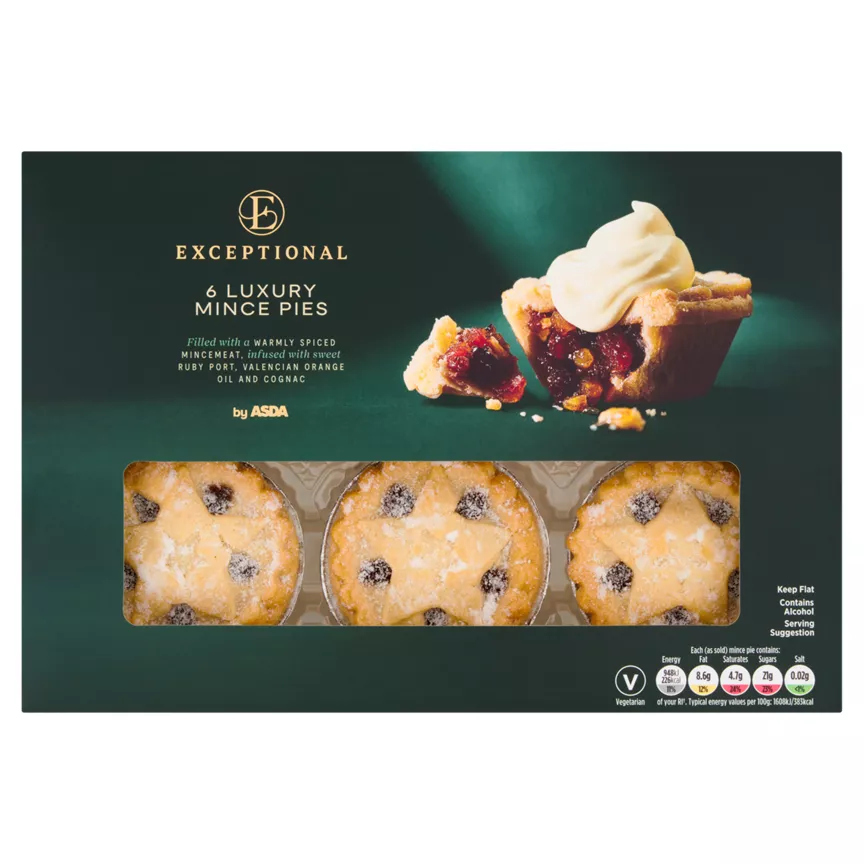 E
EXCEPTIONAL
6 LUXURY
MINCE PIES
Filled with a WARMLY SPICED
MINCEMEAT, infused with sweet
RUBY PORT, VALENCIAN ORANGE
OIL AND COGNAC
by ASDA
Keep Flat
Contains
Alcohol
Serving
Suggestion
Each (as sold) mince pie contains:
Energy Fat Saturates Sugars Salt
948kJ
226kcal 8.6g 4.7g 21g 0.02g
11% 12% 24% 23% <1%
V
Vegetarian
of your RI*. Typical energy values per 100g: 1608kJ/383kcal